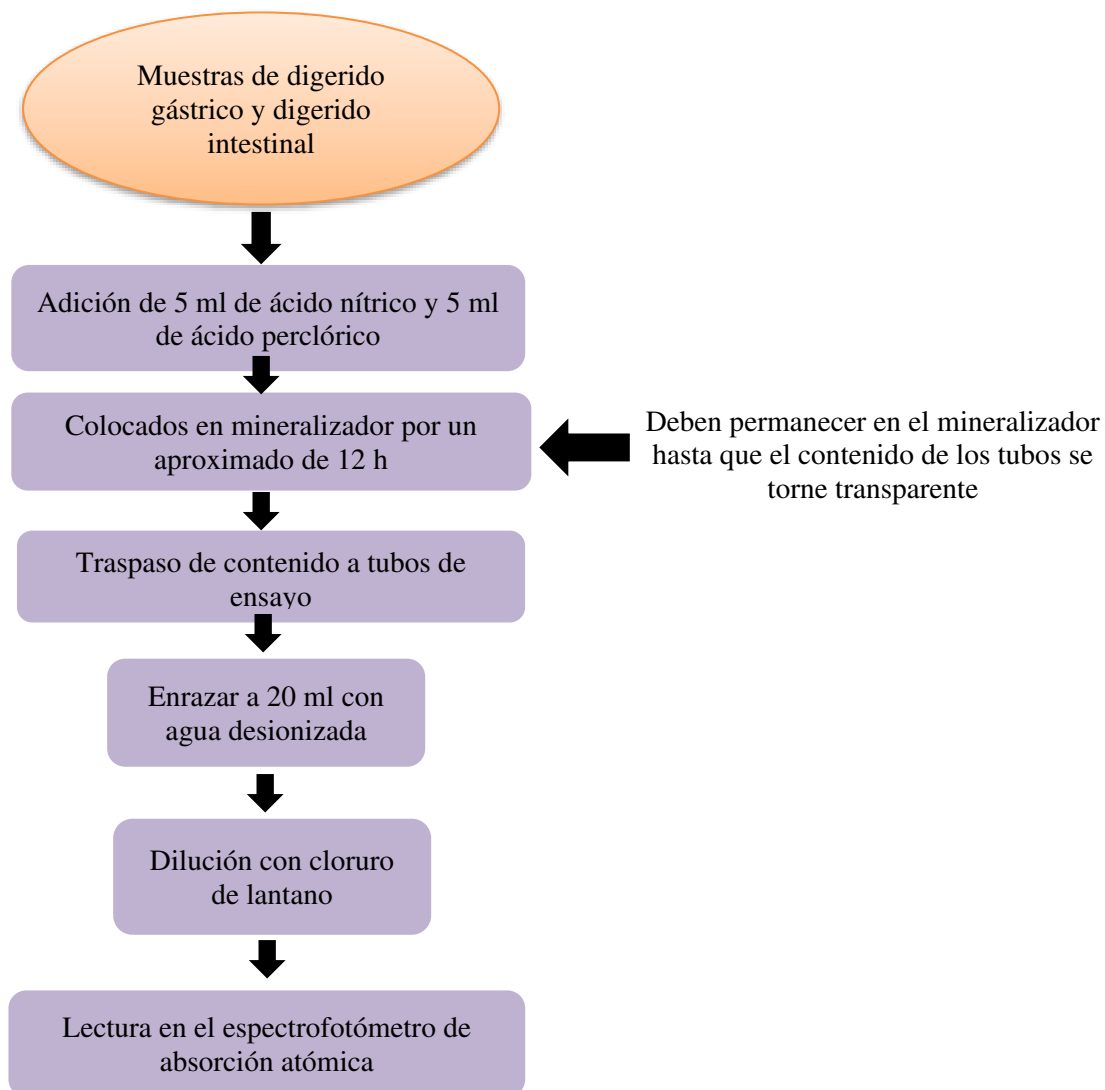 Muestras de digerido
gástrico y digerido
intestinal
Adición de 5 ml de ácido nítrico y 5 ml
de ácido perclórico
Colocados en mineralizador por un
aproximado de 12 h
Deben permanecer en el mineralizador
hasta que el contenido de los tubos se
torne transparente
Traspaso de contenido a tubos de
ensayo
Enrazar a 20 ml con
agua desionizada
Dilución con cloruro
de lantano
Lectura en el espectrofotómetro de
absorción atómica